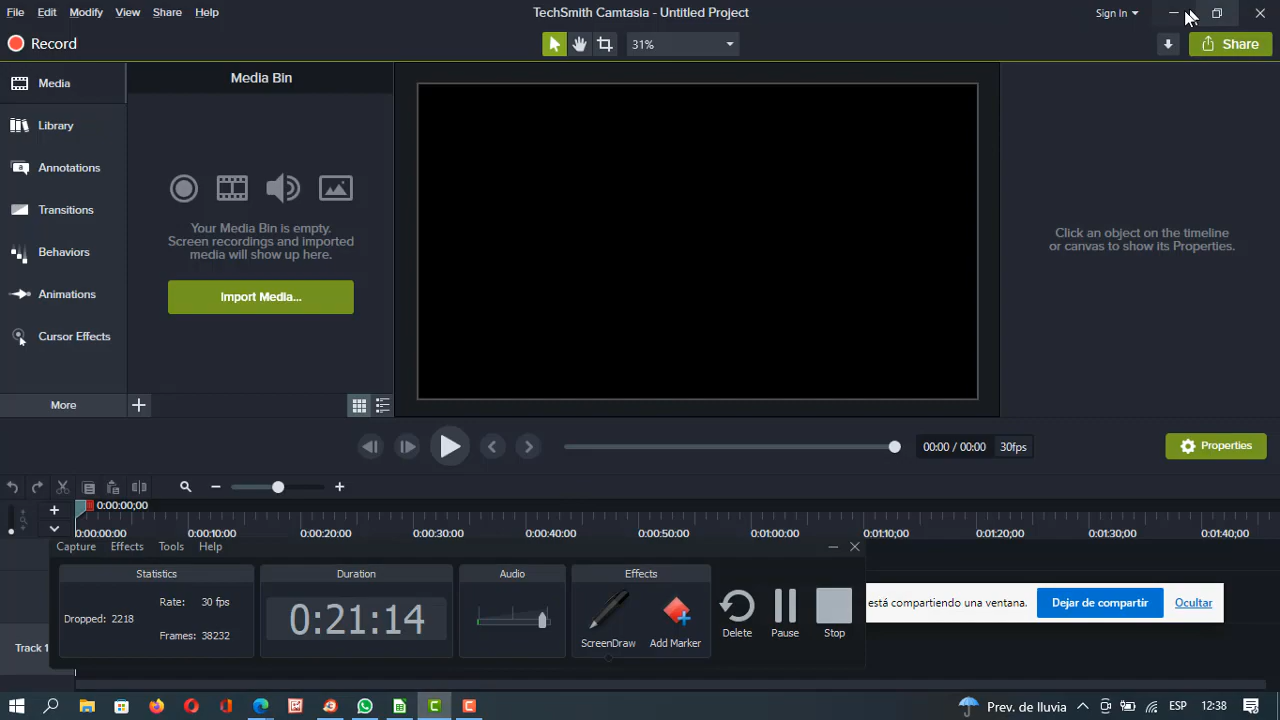 File Edit Modify View Share Help
TechSmith Camtasia - Untitled Project
Sign In
Record
31%
Share
Media
Library
Annotations
Transitions
Behaviors
Animations
Cursor Effects
More
Media Bin
Your Media Bin is empty.
Screen recordings and imported
media will show up here.
Import Media...
Click an object on the timeline
or canvas to show its Properties.
00:00 / 00:00 30fps
Properties
0:00:00;00
0:00:00:00 0:00:10:00 0:00:20:00 0:00:30:00 0:00:40:00 0:00:50:00 0:01:00:00 0:01:10:00 0:01:20:00 0:01:30:00 0:01:40:00
Capture Effects Tools Help
Statistics
Dropped: 2218
Rate: 30 fps
Frames: 38232
Duration
0:21:14
Audio
Effects
ScreenDraw
Add Marker
Delete
Pause
Stop
está compartiendo una ventana.
Dejar de compartir
Ocultar
Track 1
Prev. de lluvia
ESP
12:38